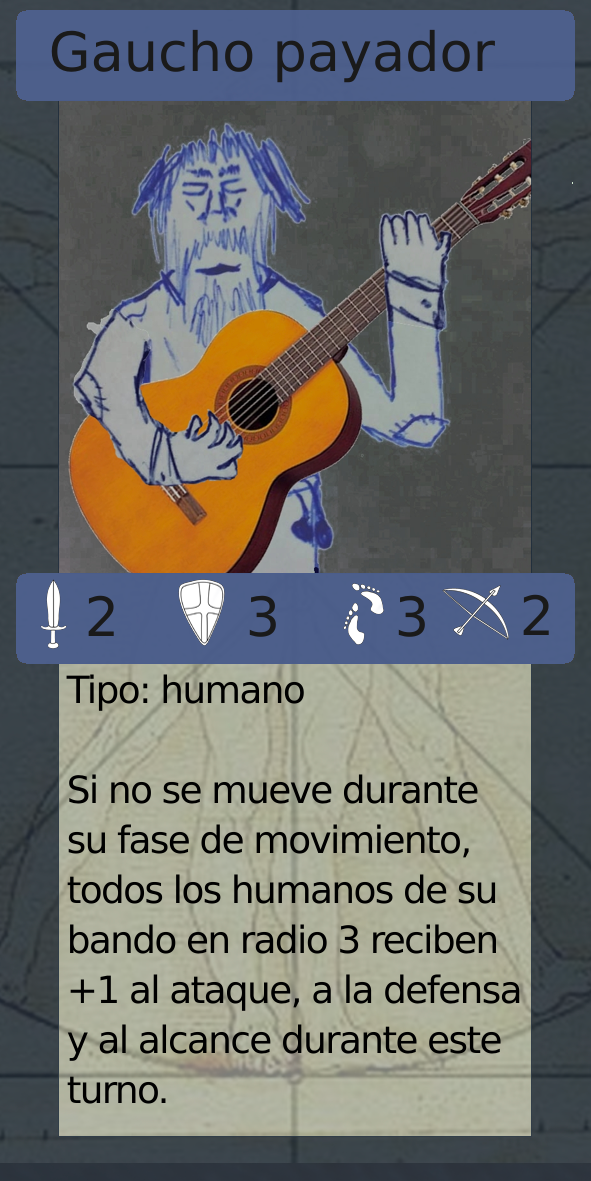 Gaucho payador
2 3 3 2
Tipo: humano
Si no se mueve durante
su fase de movimiento,
todos los humanos de su
bando en radio 3 reciben
+1 al ataque, a la defensa
y al alcance durante este
turno.